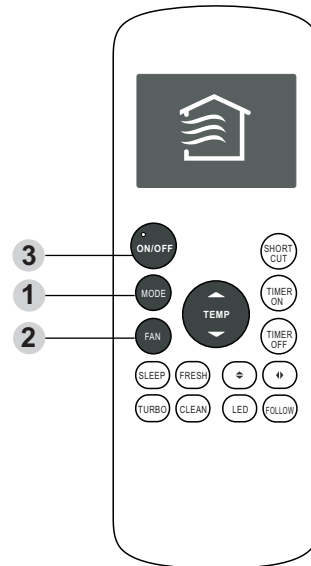 3
ON/OFF
SHORT
CUT
1
MODE
TEMP
TIMER
ON
2
FAN
TIMER
OFF
SLEEP FRESH
TURBO CLEAN LED FOLLOW